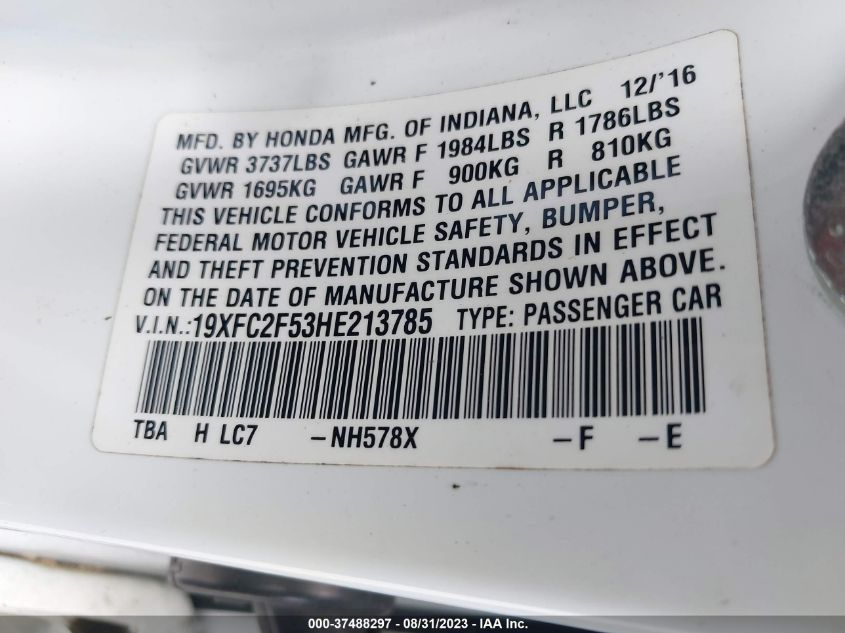 MFD. BY HONDA MFG. OF INDIANA, LLC 12/'16
GVWR 3737LBS GAWR F 1984LBS R 1786LBS
GVWR 1695KG GAWR F 900KG R 810KG
THIS VEHICLE CONFORMS TO ALL APPLICABLE
FEDERAL MOTOR VEHICLE SAFETY, BUMPER,
AND THEFT PREVENTION STANDARDS IN EFFECT
ON THE DATE OF MANUFACTURE SHOWN ABOVE.
V.I.N.:19XFC2F53HE213785 TYPE: PASSENGER CAR
TBA H LC7 -NH578X -F -E
000-37488297 - 08/31/2023 - IAA Inc.